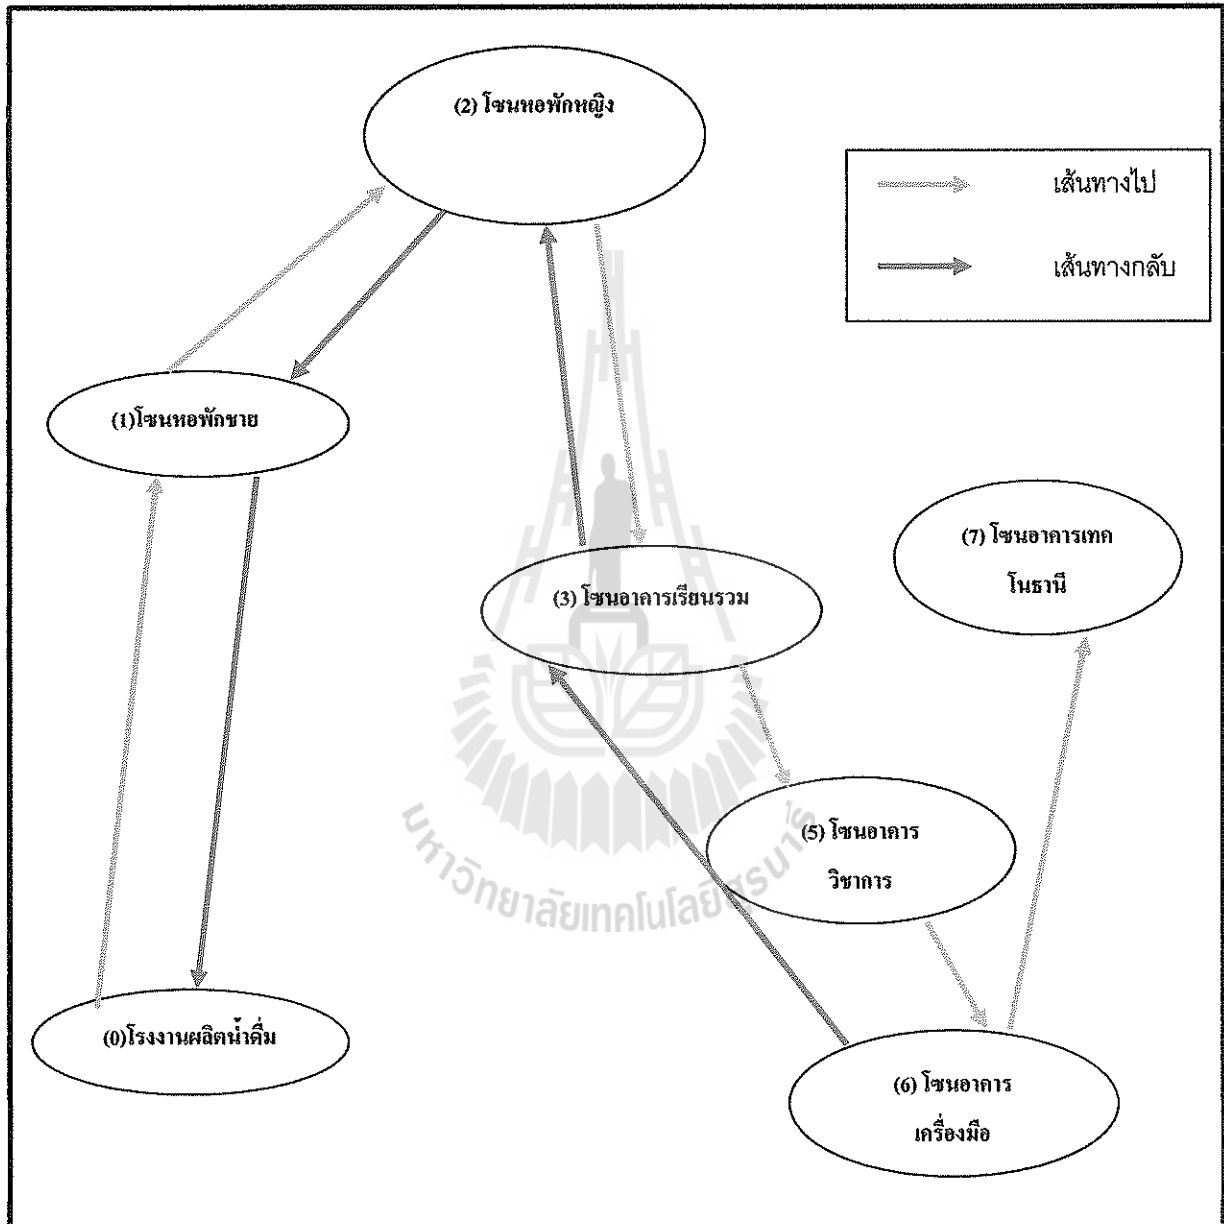 (2) โซนหอพักหญิง
เส้นทางไป
เส้นทางกลับ
(1)โซนหอพักชาย
(7) โซนอาคารเทค
โนธานี
(3) โซนอาคารเรียนรวม
(5) โซนอาคาร
วิชาการ
มหาวิทยาลัยเทคโนโลยีสุรนารี
(0)โรงงานผลิตน้ำดื่ม
(6) โซนอาคาร
เครื่องมือ